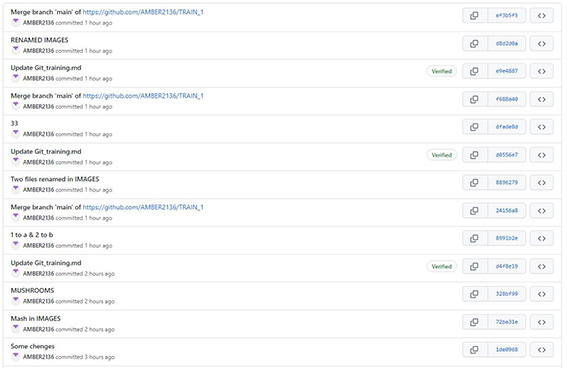 Merge branch 'main' of https://github.com/AMBER2136/TRAIN_1
AMBER2136 committed 1 hour ago
ef3b5f5
RENAMED IMAGES
AMBER2136 committed 1 hour ago
d8d2d0a
Update Git_training.md
AMBER2136 committed 1 hour ago
Verified
e9e4887
Merge branch 'main' of https://github.com/AMBER2136/TRAIN_1
AMBER2136 committed 1 hour ago
f688a40
33
AMBER2136 committed 1 hour ago
dfade8d
Update Git_training.md
AMBER2136 committed 1 hour ago
Verified
d0556e7
Two files renamed in IMAGES
AMBER2136 committed 1 hour ago
8896279
Merge branch 'main' of https://github.com/AMBER2136/TRAIN_1
AMBER2136 committed 1 hour ago
24156a8
1 to a & 2 to b
AMBER2136 committed 1 hour ago
8991b2e
Update Git_training.md
AMBER2136 committed 2 hours ago
Verified
d4f8e19
MUSHROOMS
AMBER2136 committed 2 hours ago
328bf99
Mash in IMAGES
AMBER2136 committed 2 hours ago
72ba31e
Some chenges
AMBER2136 committed 3 hours ago
1de0968